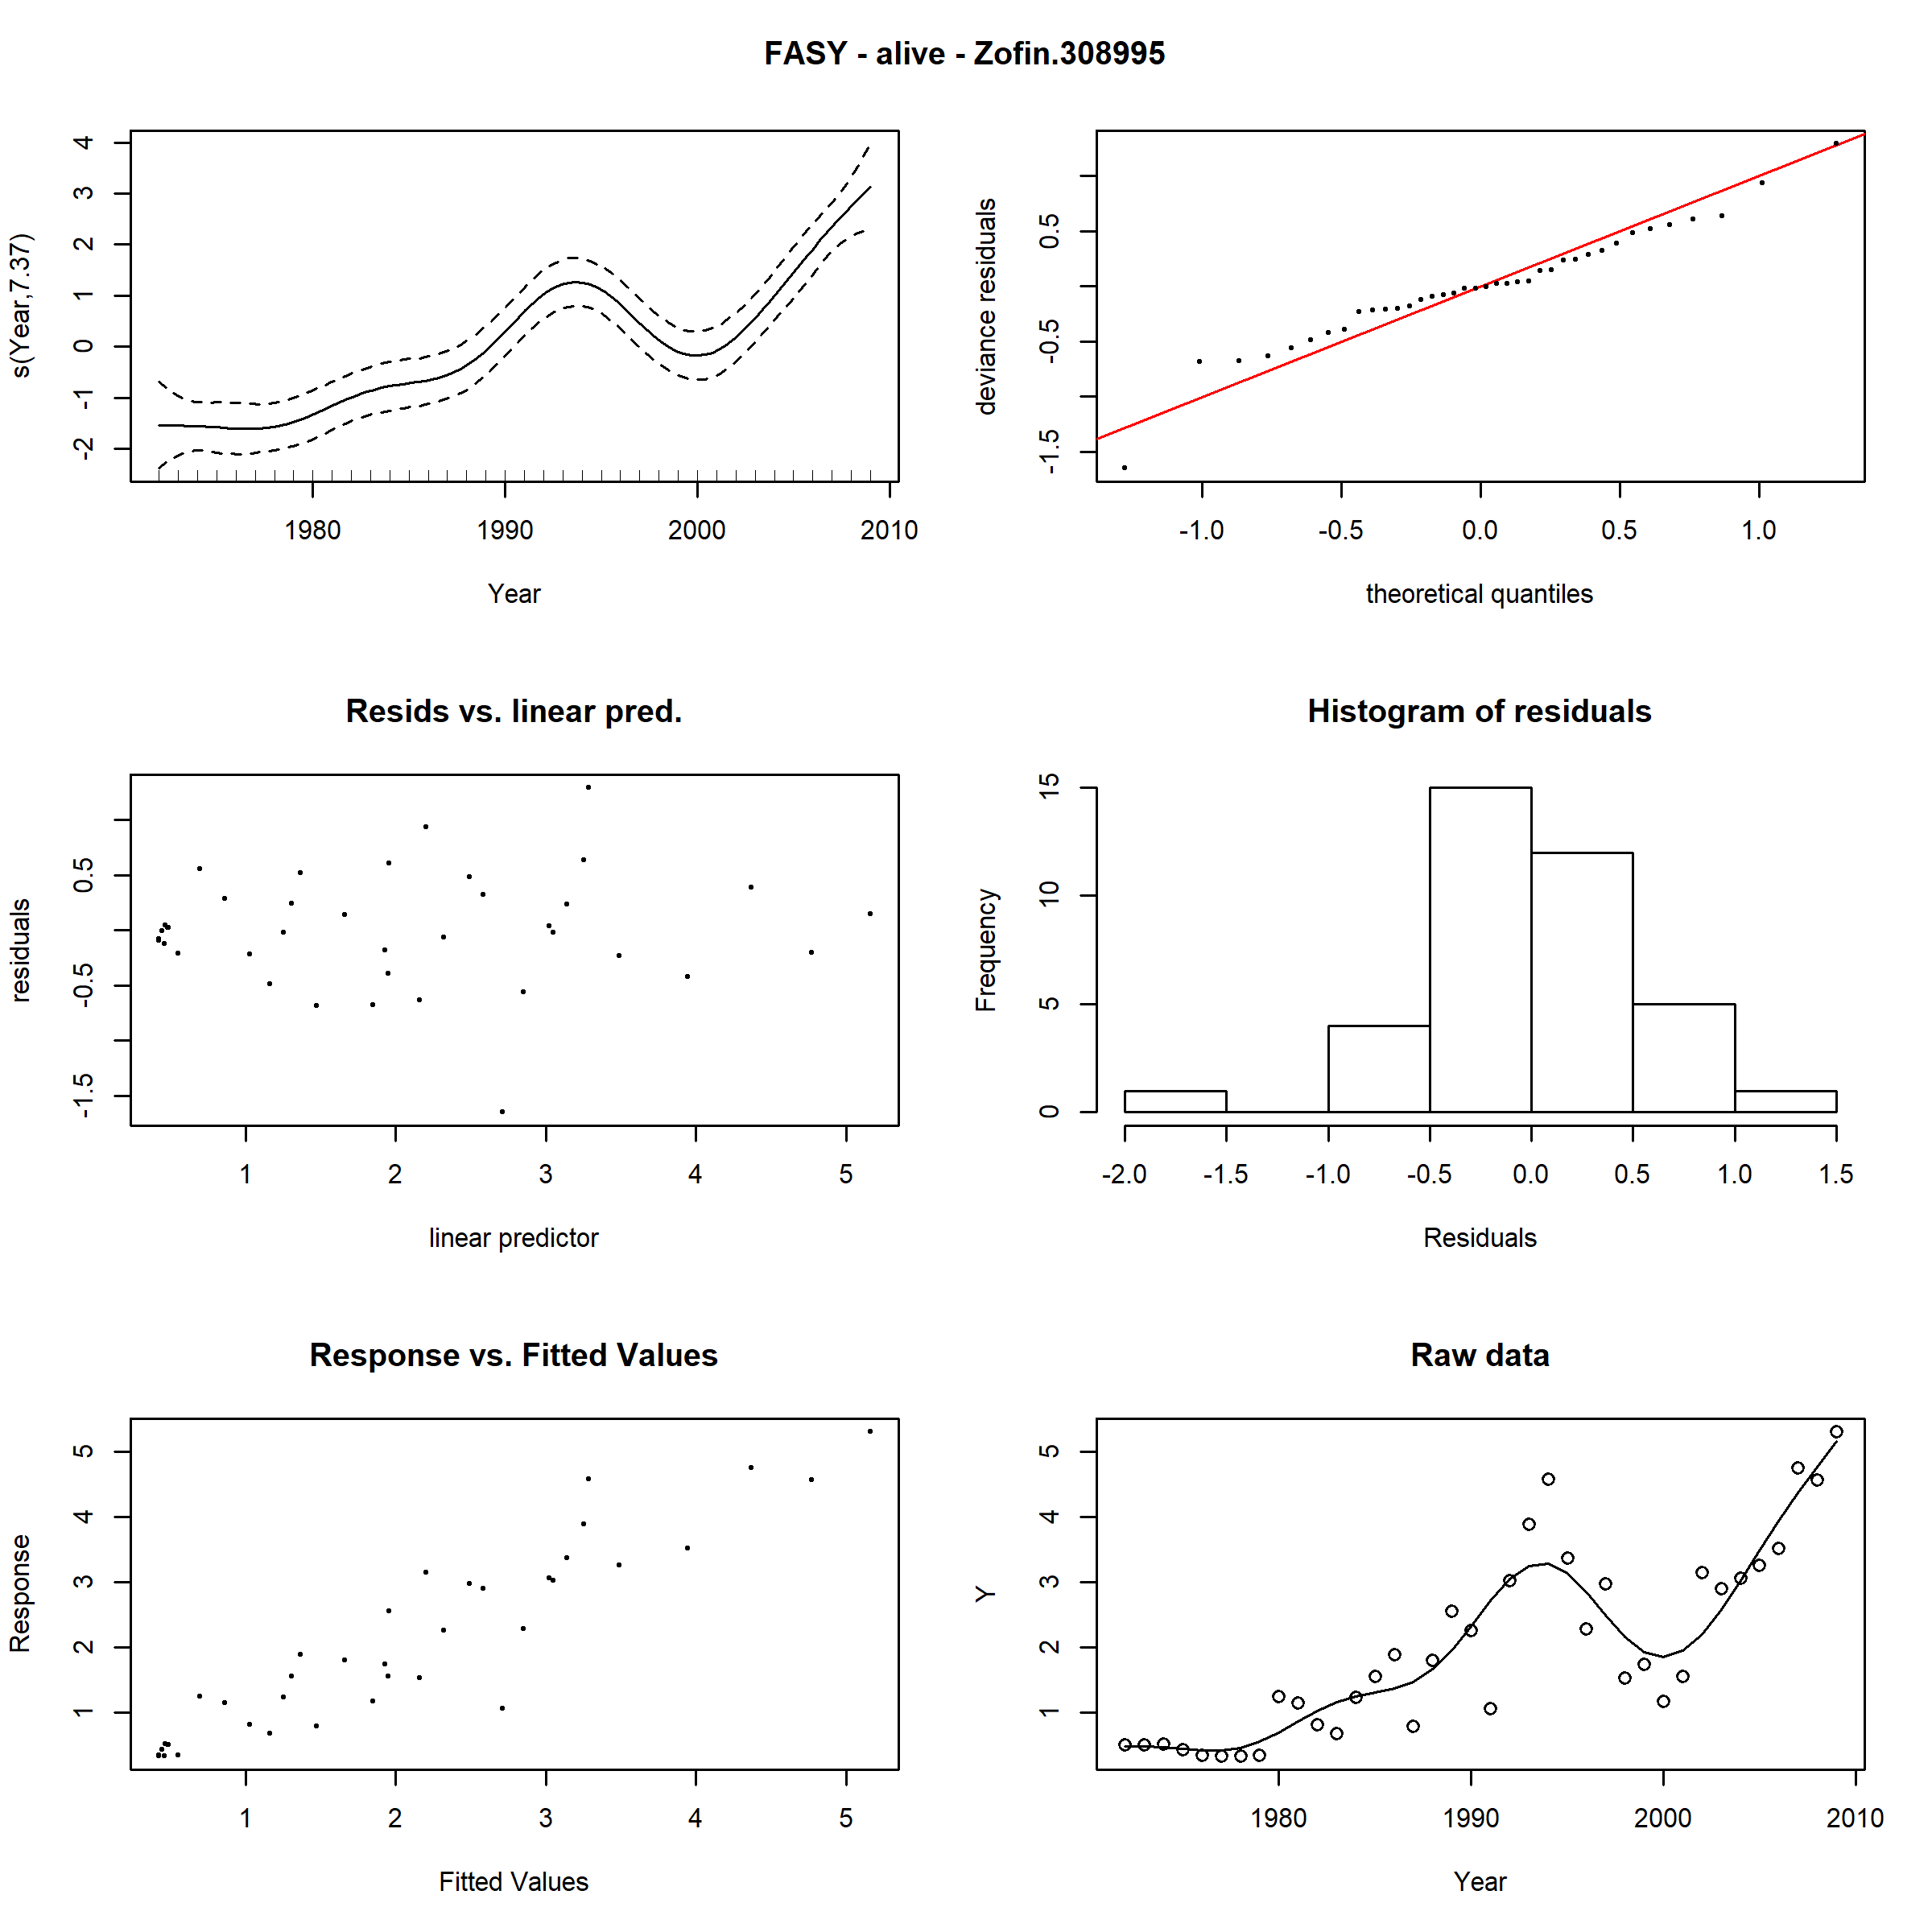 FASY - alive - Zofin.308995
s(Year,7.37)
4
3
2
1
0
-1
-2
1980 1990 2000 2010
Year
deviance residuals
0.5
-0.5
-1.5
-1.0 -0.5 0.0 0.5 1.0
theoretical quantiles
Resids vs. linear pred.
residuals
0.5
-0.5
-1.5
1 2 3 4 5
linear predictor
Histogram of residuals
Frequency
15
10
5
0
-2.0 -1.5 -1.0 -0.5 0.0 0.5 1.0 1.5
Residuals
Response vs. Fitted Values
Response
5
4
3
2
1
1 2 3 4 5
Fitted Values
Raw data
Y
5
4
3
2
1
1980 1990 2000 2010
Year